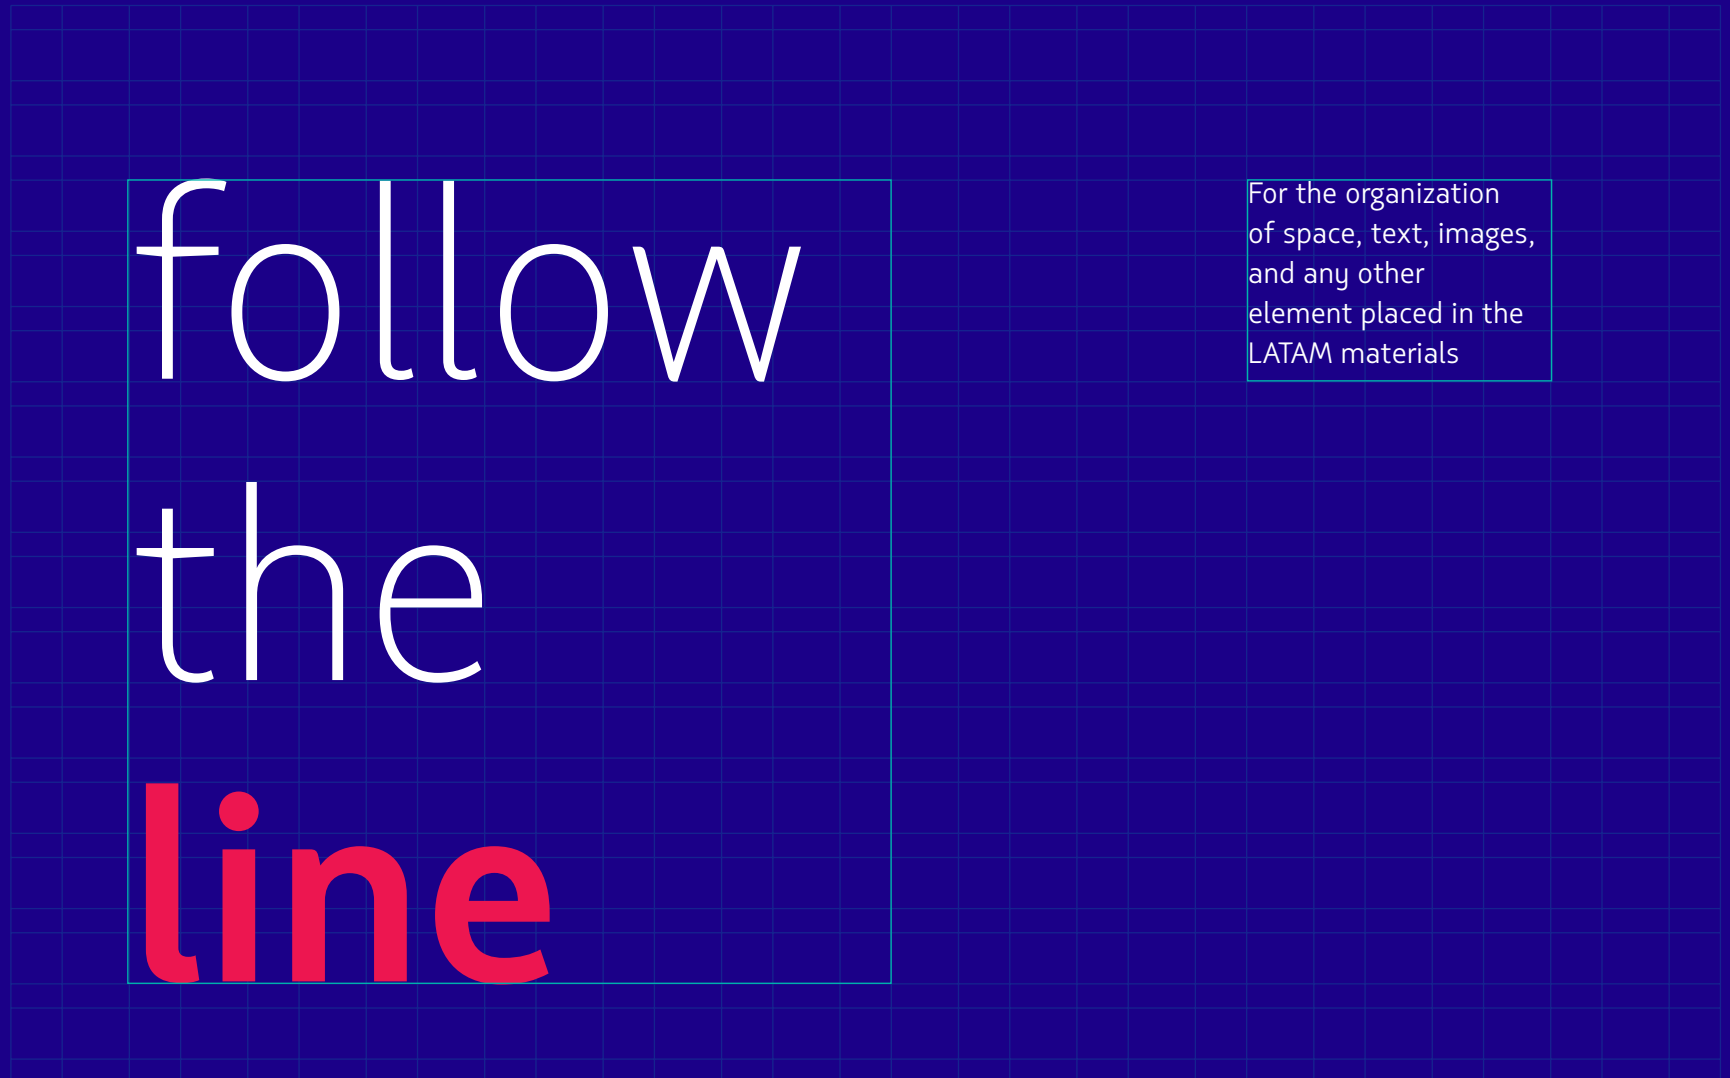 follow
the
line
For the organization
of space, text, images,
and any other
element placed in the
LATAM materials